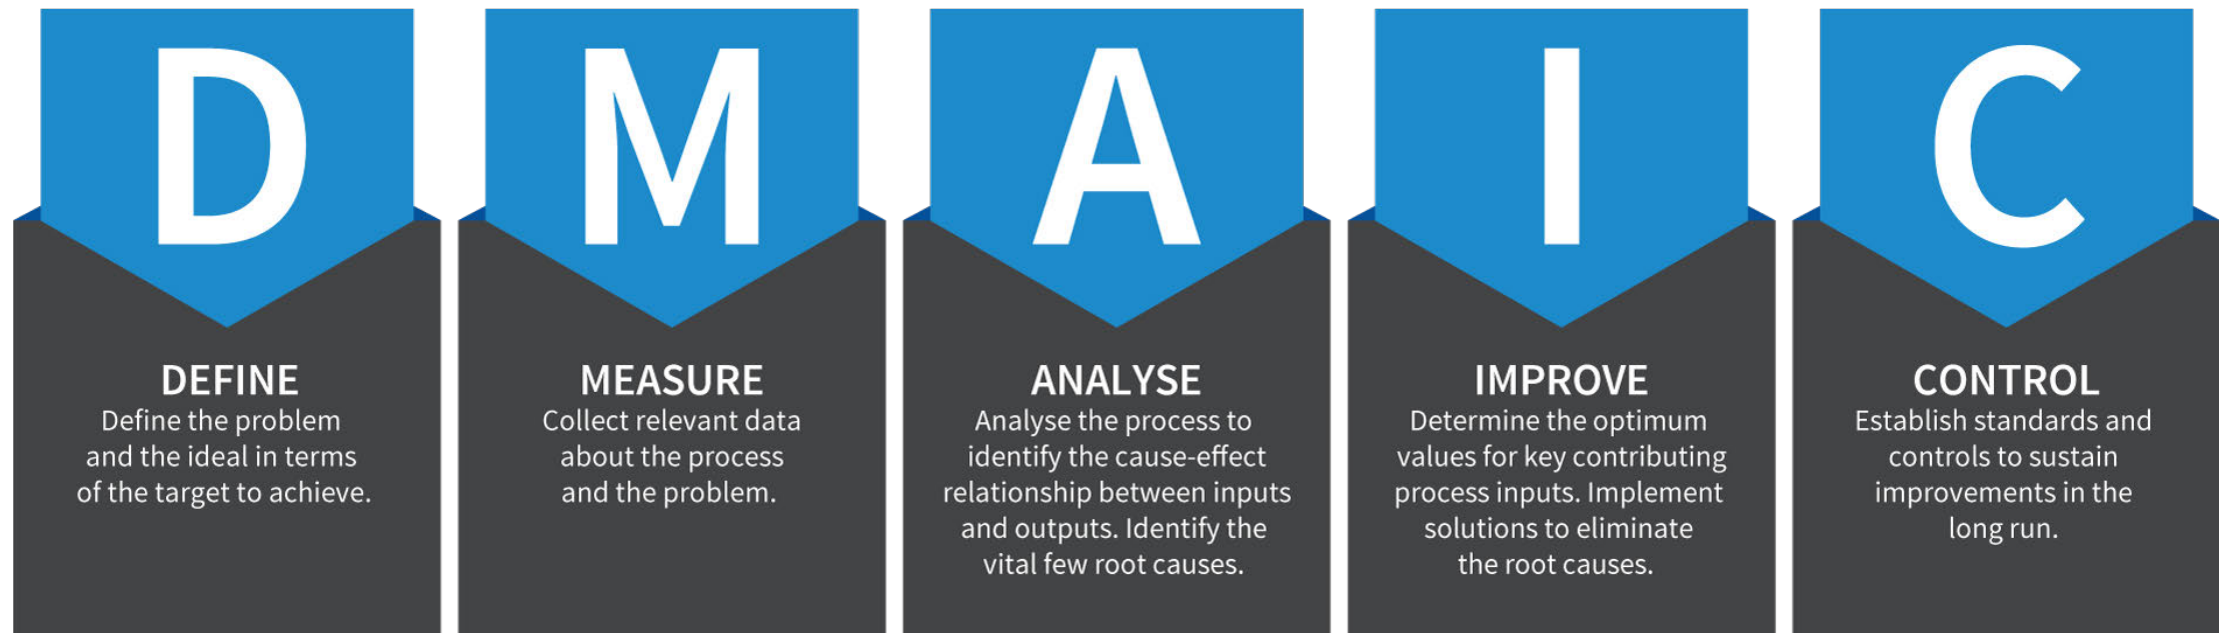 D
DEFINE
Define the problem
and the ideal in terms
of the target to achieve.
M
MEASURE
Collect relevant data
about the process
and the problem.
A
ANALYSE
Analyse the process to
identify the cause-effect
relationship between inputs
and outputs. Identify the
vital few root causes.
I
IMPROVE
Determine the optimum
values for key contributing
process inputs. Implement
solutions to eliminate
the root causes.
C
CONTROL
Establish standards and
controls to sustain
improvements in the
long run.